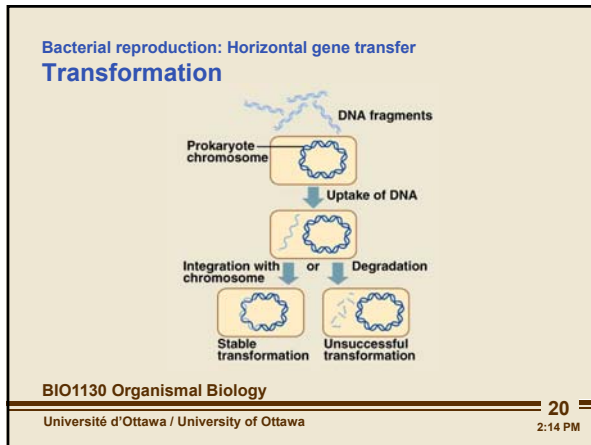 Bacterial reproduction: Horizontal gene transfer
Transformation
DNA fragments
Prokaryote
chromosome
Uptake of DNA
Integration with or Degradation
chromosome
Stable
transformation
Unsuccessful
transformation
BIO1130 Organismal Biology
Université d'Ottawa / University of Ottawa
20
2:14 PM